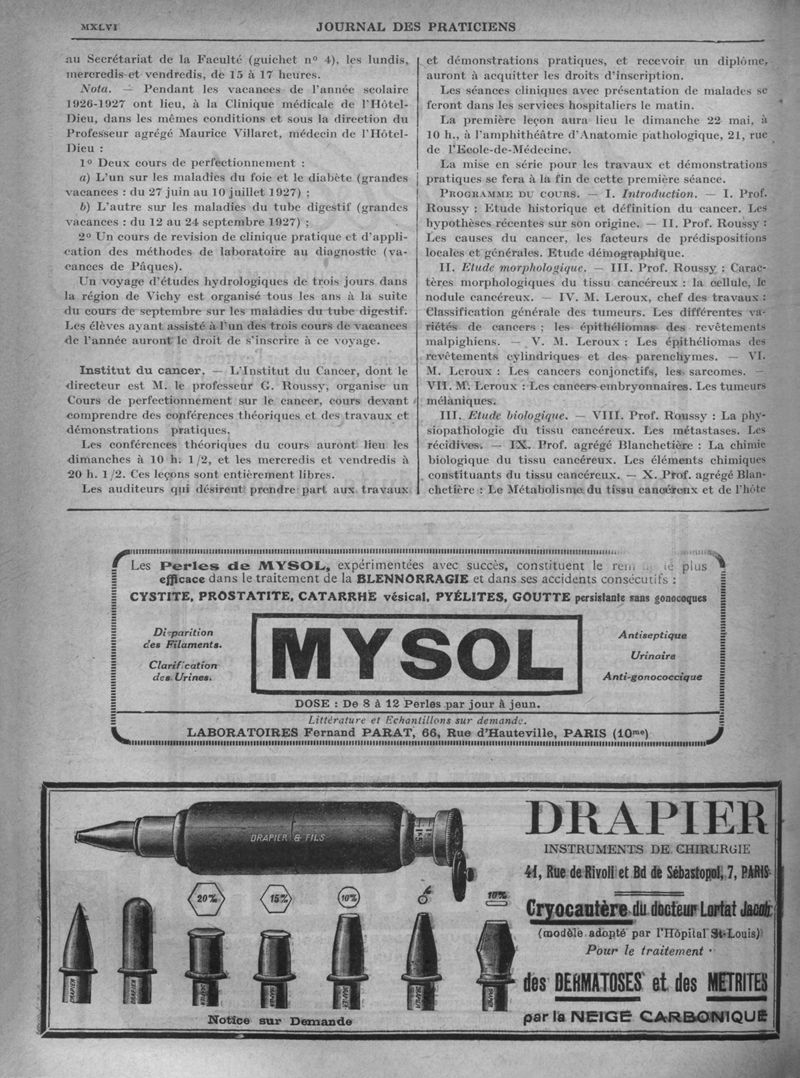 MXLVI
JOURNAL DES PRATICIENS
au Secrétariat de la Faculté (guichet n° 4), les lundis,
mercredis et vendredis, de 15 à 17 heures.
Nota. — Pendant les vacances de l'année scolaire
1926-1927 ont lieu, à la Clinique médicale de l'Hôtel-
Dieu, dans les mêmes conditions et sous la direction du
Professeur agrégé Maurice Villaret, médecin de l'Hôtel-
Dieu :
1° Deux cours de perfectionnement :
a) L'un sur les maladies du foie et le diabète (grandes
vacances : du 27 juin au 10 juillet 1927) ;
b) L'autre sur les maladies du tube digestif (grandes
vacances : du 12 au 24 septembre 1927) ;
2° Un cours de revision de clinique pratique et d'appli-
cation des méthodes de laboratoire au diagnostic (va-
cances de Pâques).
Un voyage d'études hydrologiques de trois jours dans
la région de Vichy est organisé tous les ans à la suite
du cours de septembre sur les maladies du tube digestif.
Les élèves ayant assisté à l'un des trois cours de vacances
de l'année auront le droit de s'inscrire à ce voyage.
Institut du cancer. — L'Institut du Cancer, dont le
directeur est M. le professeur G. Roussy, organise un
Cours de perfectionnement sur le cancer, cours devant
comprendre des conférences théoriques et des travaux et
démonstrations pratiques.
Les conférences théoriques du cours auront lieu les
dimanches à 10 h. 1/2, et les mercredis et vendredis à
20 h. 1/2. Ces leçons sont entièrement libres.
Les auditeurs qui désirent prendre part aux travaux
et démonstrations pratiques, et recevoir un diplôme,
auront à acquitter les droits d'inscription.
Les séances cliniques avec présentation de malades se
feront dans les services hospitaliers le matin.
La première leçon aura lieu le dimanche 22 mai, à
10 h., à l'amphithéâtre d'Anatomie pathologique, 21, rue
de l'Ecole-de-Médecine.
La mise en série pour les travaux et démonstrations
pratiques se fera à la fin de cette première séance.
PROGRAMME DU COURS. — I. Introduction. — I. Prof.
Roussy : Etude historique et définition du cancer. Les
hypothèses récentes sur son origine. — II. Prof. Roussy :
Les causes du cancer, les facteurs de prédispositions
locales et générales. Etude démographique.
II. Etude morphologique. — III. Prof. Roussy : Carac-
tères morphologiques du tissu cancéreux : la cellule, le
nodule cancéreux. — IV. M. Leroux, chef des travaux :
Classification générale des tumeurs. Les différentes va-
riétés de cancers ; les épithéliomas des revêtements
malpighiens. — V. M. Leroux : Les épithéliomas des
revêtements cylindriques et des parenchymes. — VI.
M. Leroux : Les cancers conjonctifs, les sarcomes. —
VII. M. Leroux : Les cancers embryonnaires. Les tumeurs
mélaniques.
III. Etude biologique. — VIII. Prof. Roussy : La phy-
siopathologie du tissu cancéreux. Les métastases. Les
récidives. — IX. Prof. agrégé Blanchetière : La chimie
biologique du tissu cancéreux. Les éléments chimiques
constituants du tissu cancéreux. — X. Prof. agrégé Blan-
chetière : Le Métabolisme du tissu cancéreux et de l'hôte
Les Perles de MYSOL, expérimentées avec succès, constituent le plus
efficace dans le traitement de la BLENNORRAGIE et dans ses accidents consécutifs :
CYSTITE, PROSTATITE, CATARRHE vésical, PYÉLITES, GOUTTE persistante sans gonocoques
Disparition
des Filaments.
Clarification
des Urines.
MYSOL
Antiseptique
Urinaire
Anti-gonococcique
DOSE : De 8 à 12 Perles par jour à jeun.
Littérature et Echantillons sur demande.
LABORATOIRES Fernand PARAT, 66, Rue d'Hauteville, PARIS (10me)
DRAPIER & FILS
20%
15%
10%
6
10%
DRAPIER
DRAPIER
DRAPIER
DRAPIER
DRAPIER
DRAPIER
DRAPIER
Notice sur Demande
DRAPIER
INSTRUMENTS DE CHIRURGIE
41, Rue de Rivoli et Bd de Sébastopol, 7, PARIS
Cryocautère du docteur Lortat Jacob
(modèle adopté par l'Hôpital St-Louis)
Pour le traitement
des DERMATOSES et des METRITES
par la NEIGE CARBONIQUE